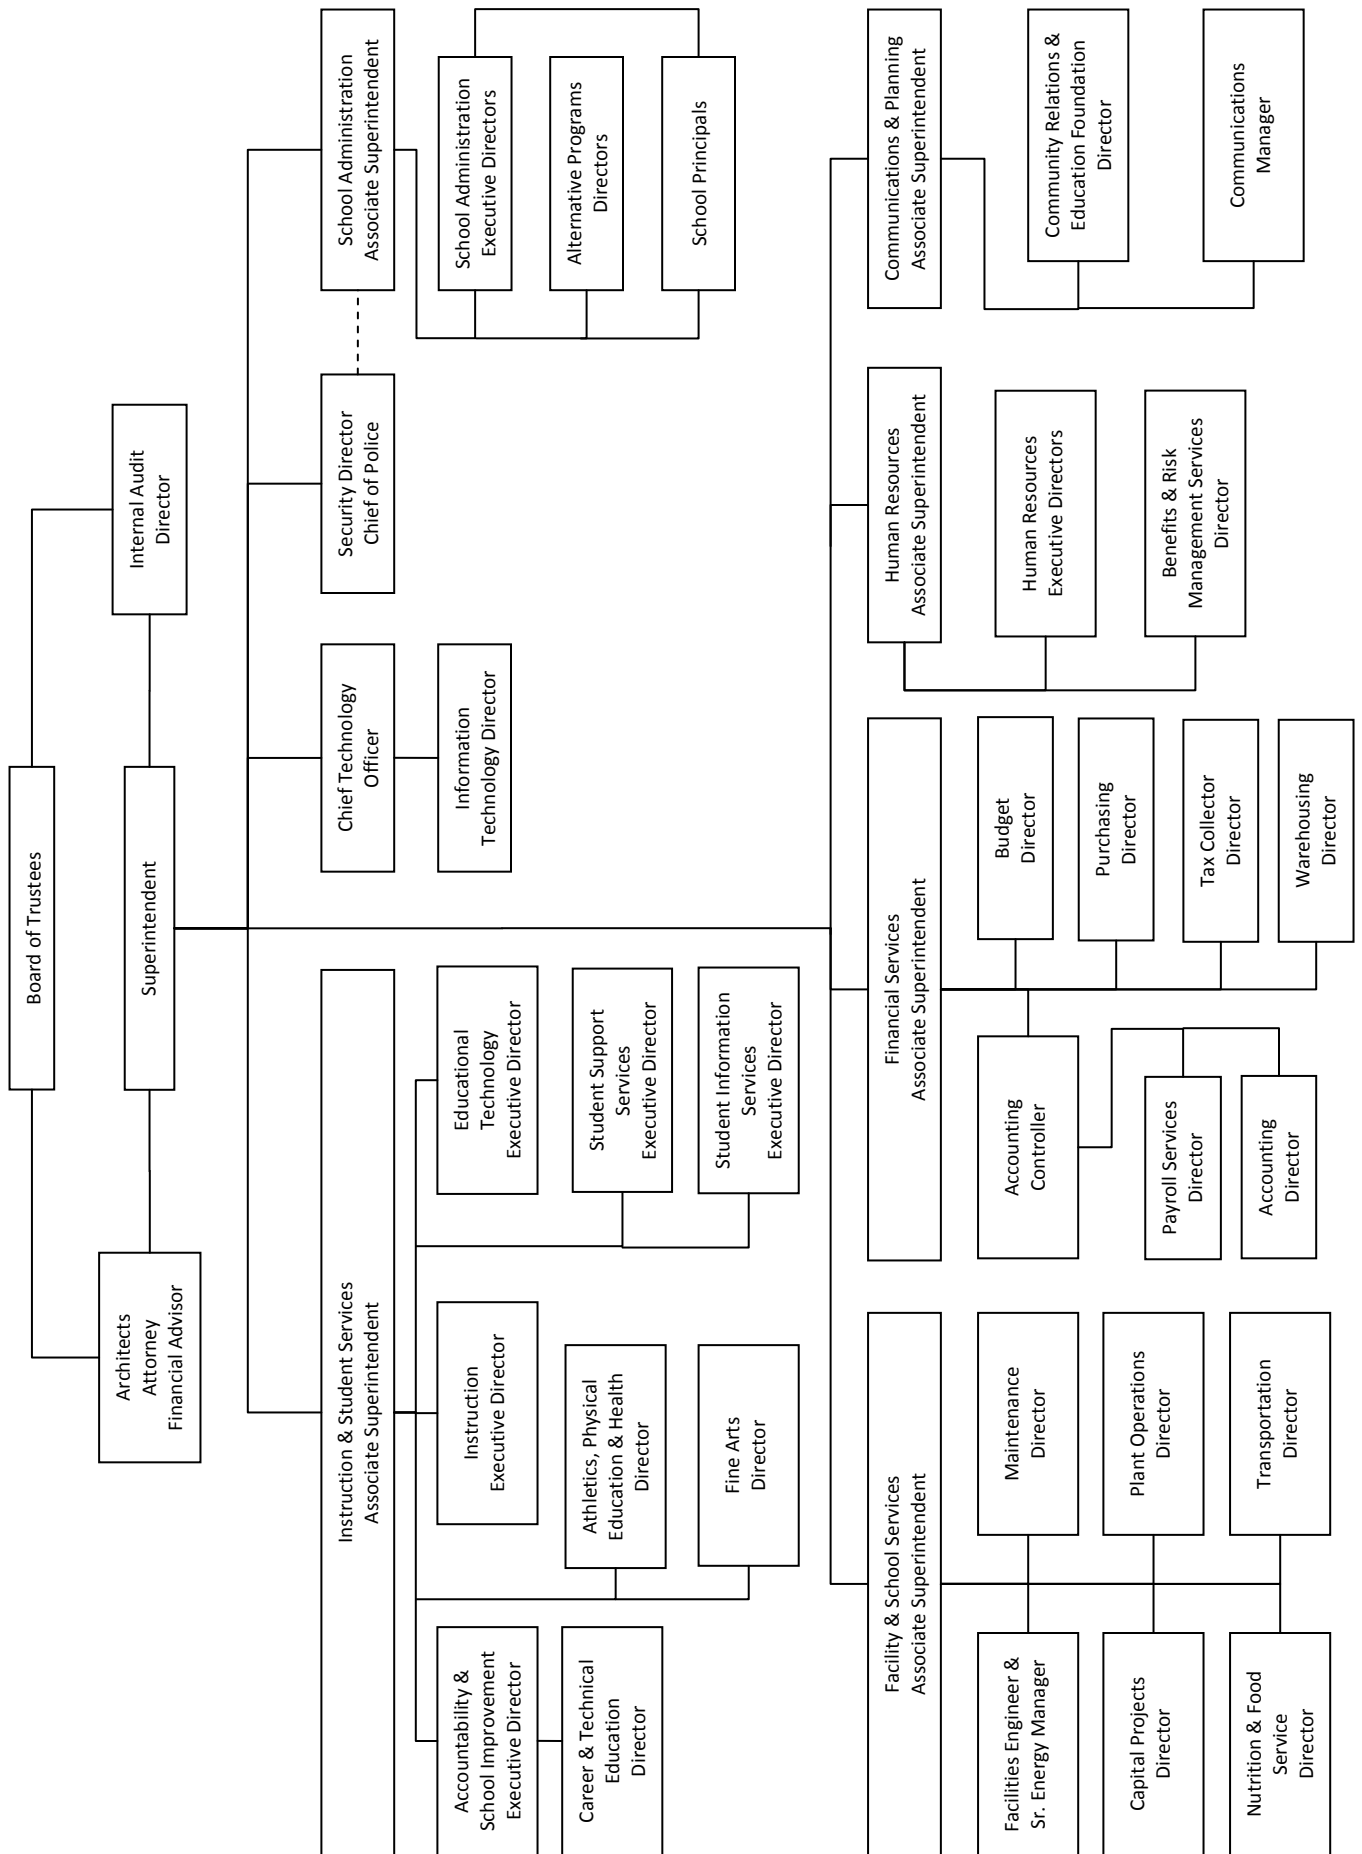 Board of Trustees
Architects
Attorney
Financial Advisor
Superintendent
Internal Audit
Director
Instruction & Student Services
Associate Superintendent
Chief Technology
Officer
Security Director
Chief of Police
School Administration
Associate Superintendent
Accountability &
School Improvement
Executive Director
Instruction
Executive Director
Educational
Technology
Executive Director
Information
Technology Director
School Administration
Executive Directors
Career & Technical
Education
Director
Athletics, Physical
Education & Health
Director
Student Support
Services
Executive Director
Alternative Programs
Directors
Fine Arts
Director
Student Information
Services
Executive Director
School Principals
Facility & School Services
Associate Superintendent
Financial Services
Associate Superintendent
Human Resources
Associate Superintendent
Communications & Planning
Associate Superintendent
Facilities Engineer &
Sr. Energy Manager
Maintenance
Director
Accounting
Controller
Budget
Director
Human Resources
Executive Directors
Community Relations &
Education Foundation
Director
Capital Projects
Director
Plant Operations
Director
Payroll Services
Director
Purchasing
Director
Benefits & Risk
Management Services
Director
Communications
Manager
Nutrition & Food
Service
Director
Transportation
Director
Accounting
Director
Tax Collector
Director
Warehousing
Director